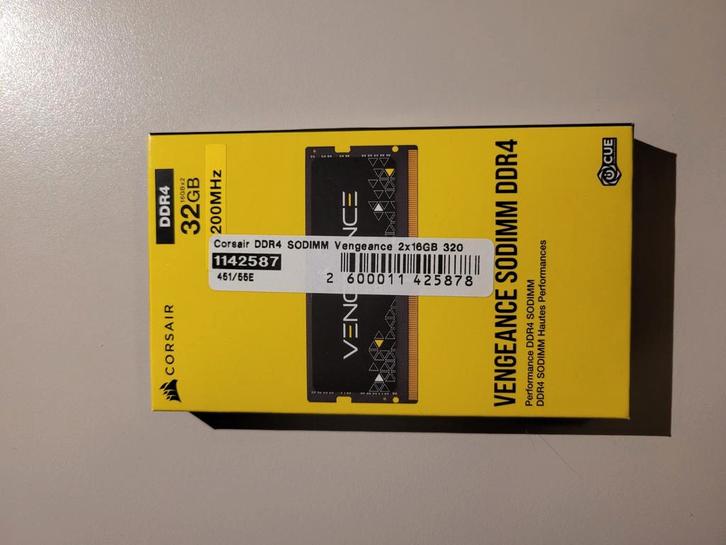 CORSAIR
DDR4
16GBx2
32GB
200MHz
VENGEANCE
Corsair DDR4 SODIMM Vengeance 2x16GB 320
1142587
451/55E
2 600011 425878
VENGEANCE SODIMM DDR4
Performance DDR4 SODIMM
DDR4 SODIMM Hautes Performances
iCUE